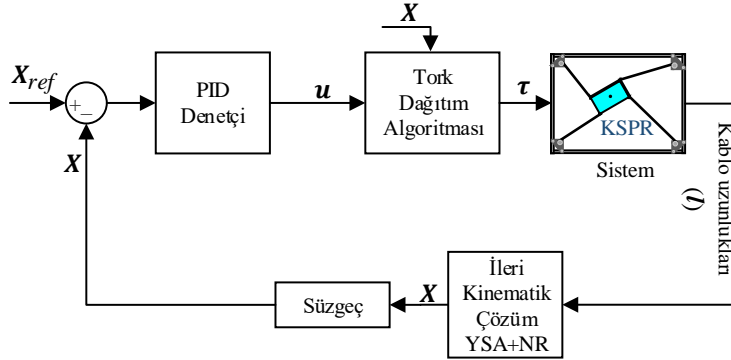 X
X_ref
+
−
PID
Denetçi
u
Tork
Dağıtım
Algoritması
τ
KSPR
Sistem
Kablo uzunlukları
(l)
X
İleri
Kinematik
Çözüm
YSA+NR
X
Süzgeç